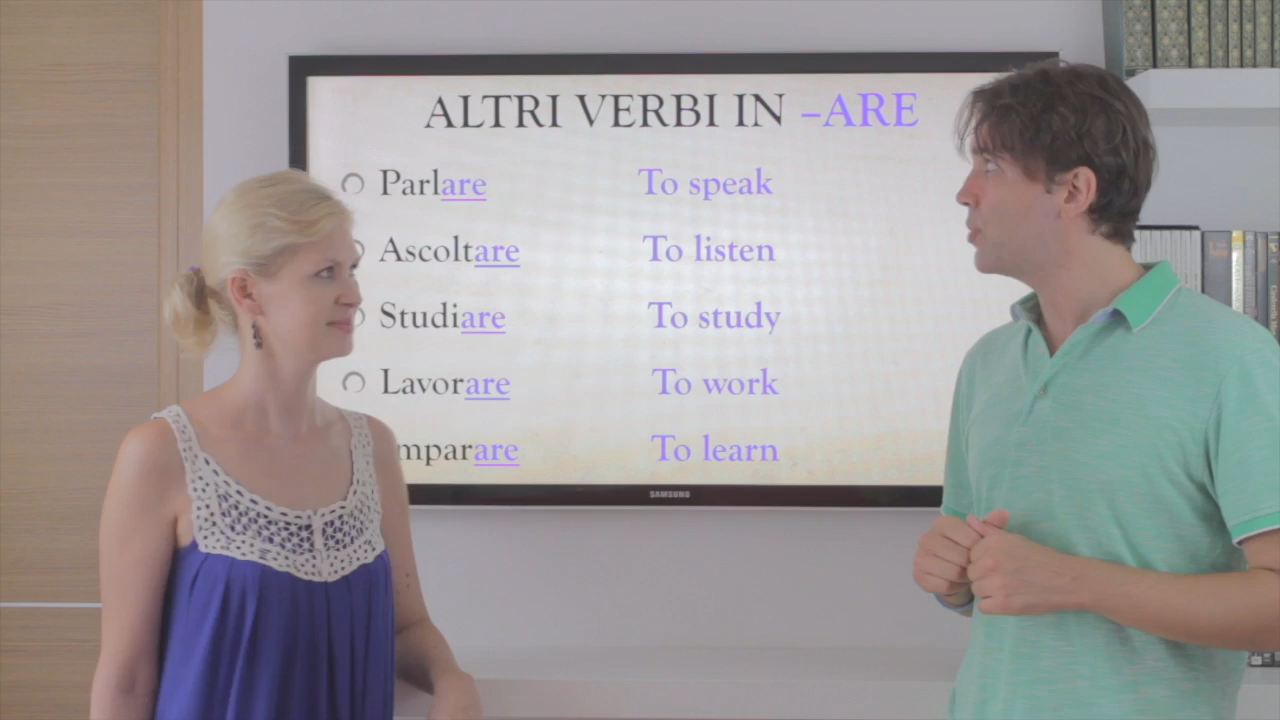 ALTRI VERBI IN –ARE
Parlare To speak
Ascoltare To listen
Studiare To study
Lavorare To work
mparare To learn
SAMSUNG